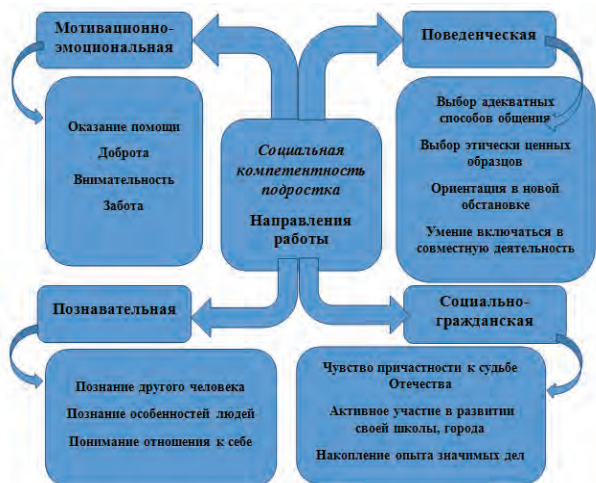 Мотивационно-
эмоциональная
Оказание помощи
Доброта
Внимательность
Забота
Социальная
компетентность
подростка
Направления
работы
Поведенческая
Выбор адекватных
способов общения
Выбор этически ценных
образцов
Ориентация в новой
обстановке
Умение включаться в
совместную деятельность
Познавательная
Познание другого человека
Познание особенностей людей
Понимание отношения к себе
Социально-
гражданская
Чувство причастности к судьбе
Отечества
Активное участие в развитии
своей школы, города
Накопление опыта значимых дел